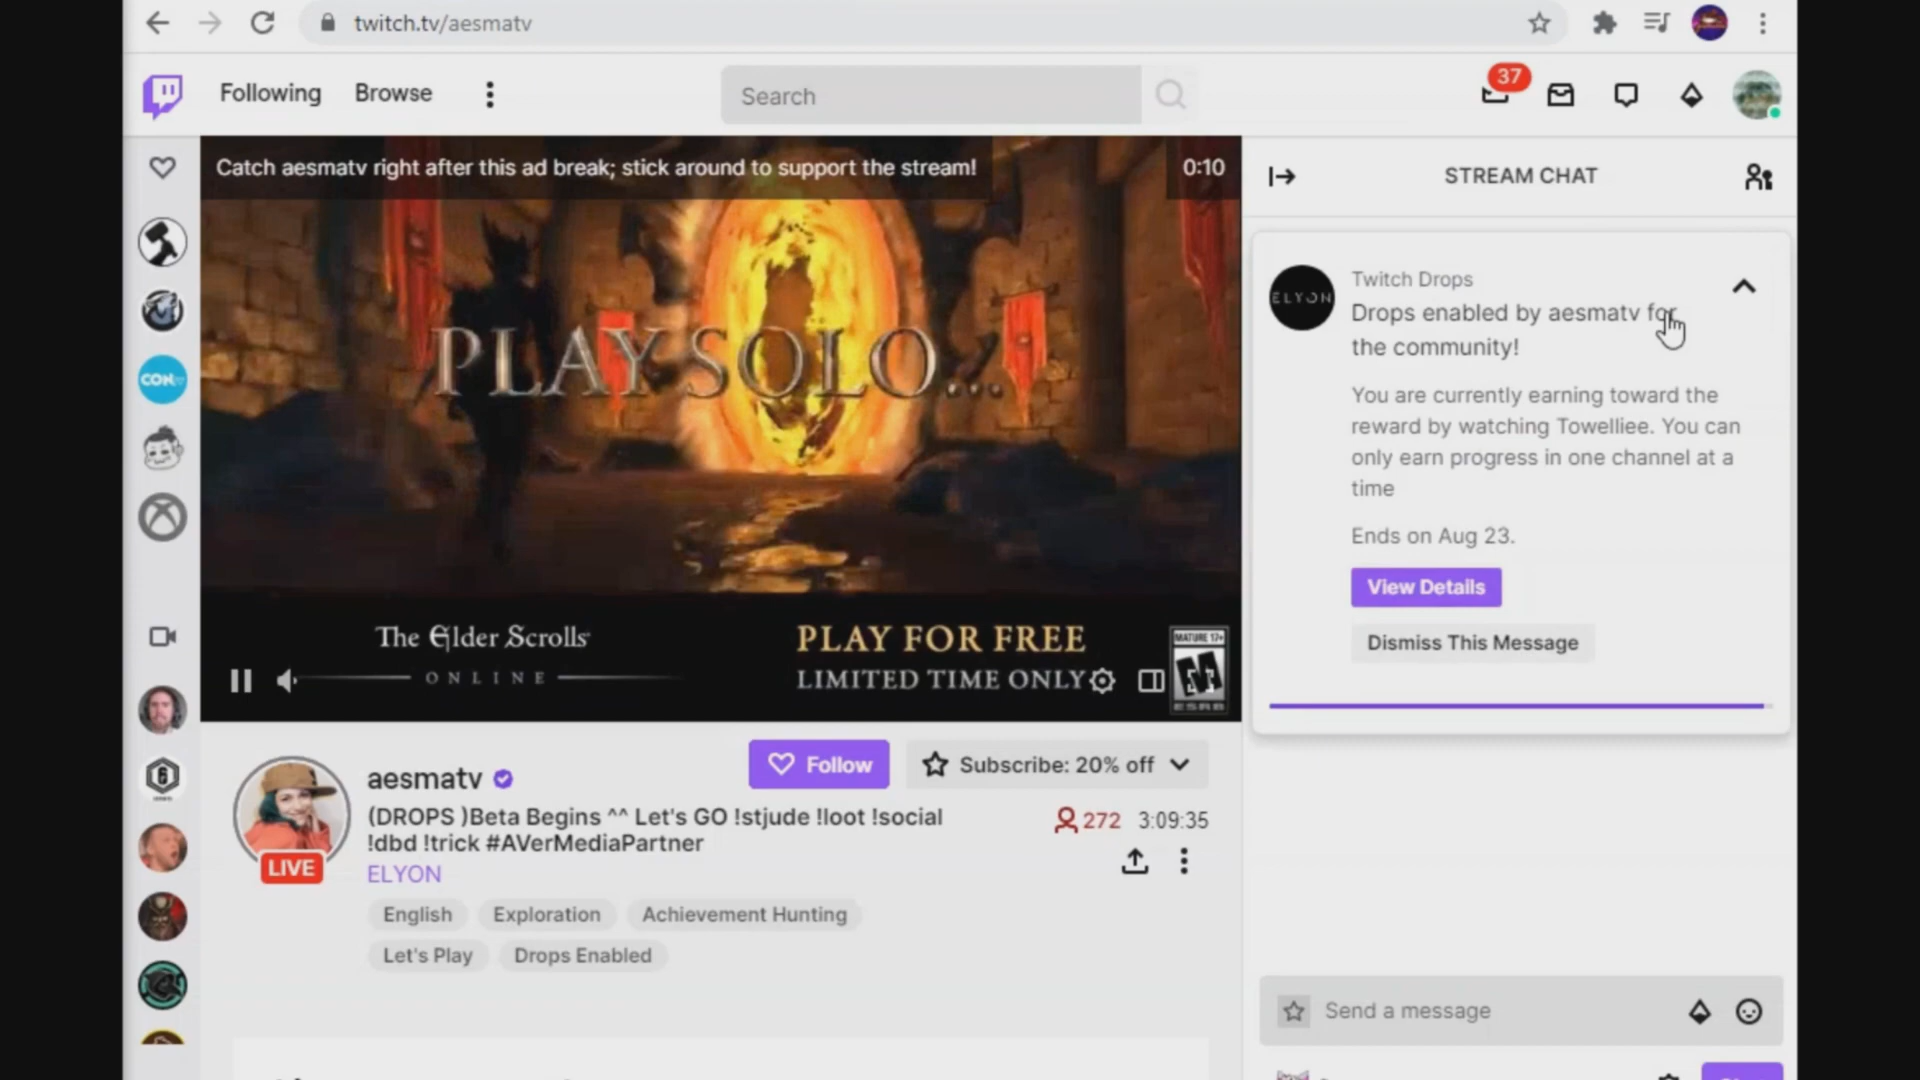 twitch.tv/aesmatv
Following
Browse
Search
37
Catch aesmatv right after this ad break; stick around to support the stream!
0:10
STREAM CHAT
ELYON
Twitch Drops
Drops enabled by aesmatv for
the community!
PLAY SOLO...
You are currently earning toward the
reward by watching Towelliee. You can
only earn progress in one channel at a
time
CON
Ends on Aug 23.
View Details
Dismiss This Message
The Elder Scrolls
ONLINE
PLAY FOR FREE
LIMITED TIME ONLY
MATURE 17+
M
ESRB
aesmatv
Follow
Subscribe: 20% off
(DROPS )Beta Begins ^^ Let's GO !stjude !loot !social
!dbd !trick #AVerMediaPartner
272
3:09:35
LIVE
ELYON
English
Exploration
Achievement Hunting
Let's Play
Drops Enabled
Send a message